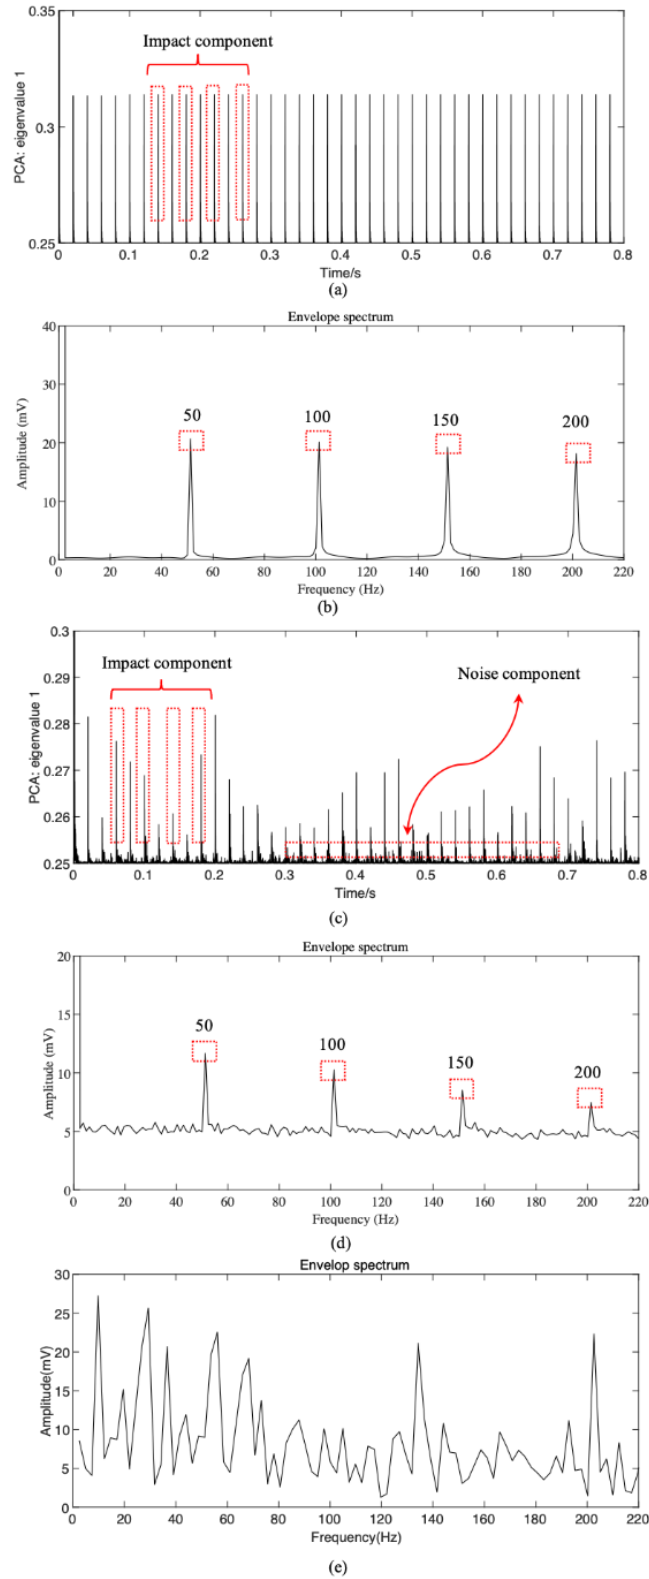 0.35
Impact component
PCA: eigenvalue 1
0.3
0.25
0 0.1 0.2 0.3 0.4 0.5 0.6 0.7 0.8
Time/s
(a)
Envelope spectrum
40
30
20
10
0
Amplitude (mV)
50 100 150 200
0 20 40 60 80 100 120 140 160 180 200 220
Frequency (Hz)
(b)
0.3
Impact component
Noise component
0.29
0.28
0.27
0.26
0.25
PCA: eigenvalue 1
0 0.1 0.2 0.3 0.4 0.5 0.6 0.7 0.8
Time/s
(c)
Envelope spectrum
20
15
10
5
0
Amplitude (mV)
50 100 150 200
0 20 40 60 80 100 120 140 160 180 200 220
Frequency (Hz)
(d)
Envelop spectrum
30
25
20
15
10
5
0
Amplitude(mV)
0 20 40 60 80 100 120 140 160 180 200 220
Frequency(Hz)
(e)